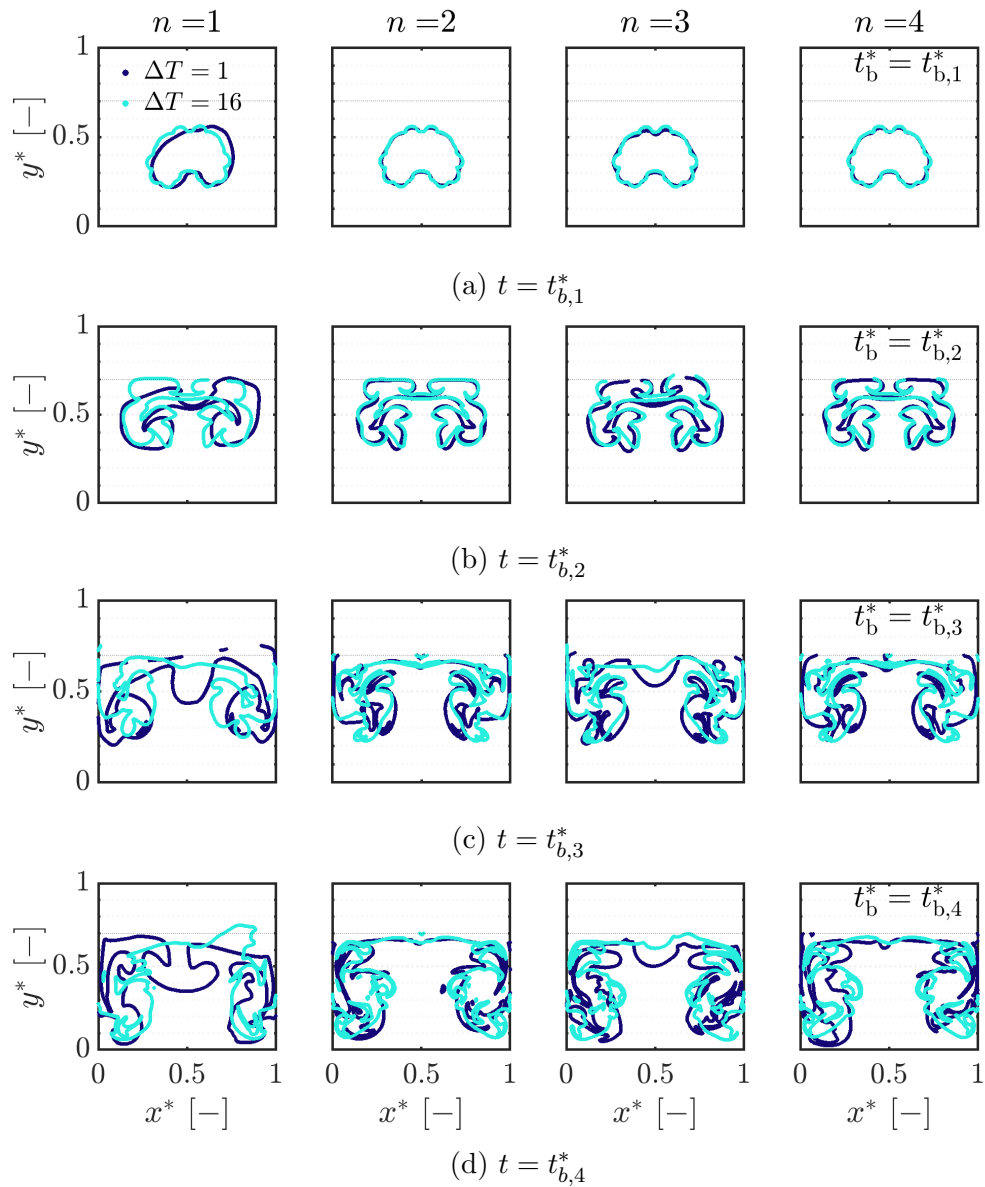 n =1 n =2 n =3 n =4
1
ΔT = 1
ΔT = 16
t*b = t*b,1
y* [−]
0.5
0
(a) t = t*b,1
1
t*b = t*b,2
y* [−]
0.5
0
(b) t = t*b,2
1
t*b = t*b,3
y* [−]
0.5
0
(c) t = t*b,3
1
t*b = t*b,4
y* [−]
0.5
0
0 0.5 1 0 0.5 1 0 0.5 1 0 0.5 1
x* [−] x* [−] x* [−] x* [−]
(d) t = t*b,4